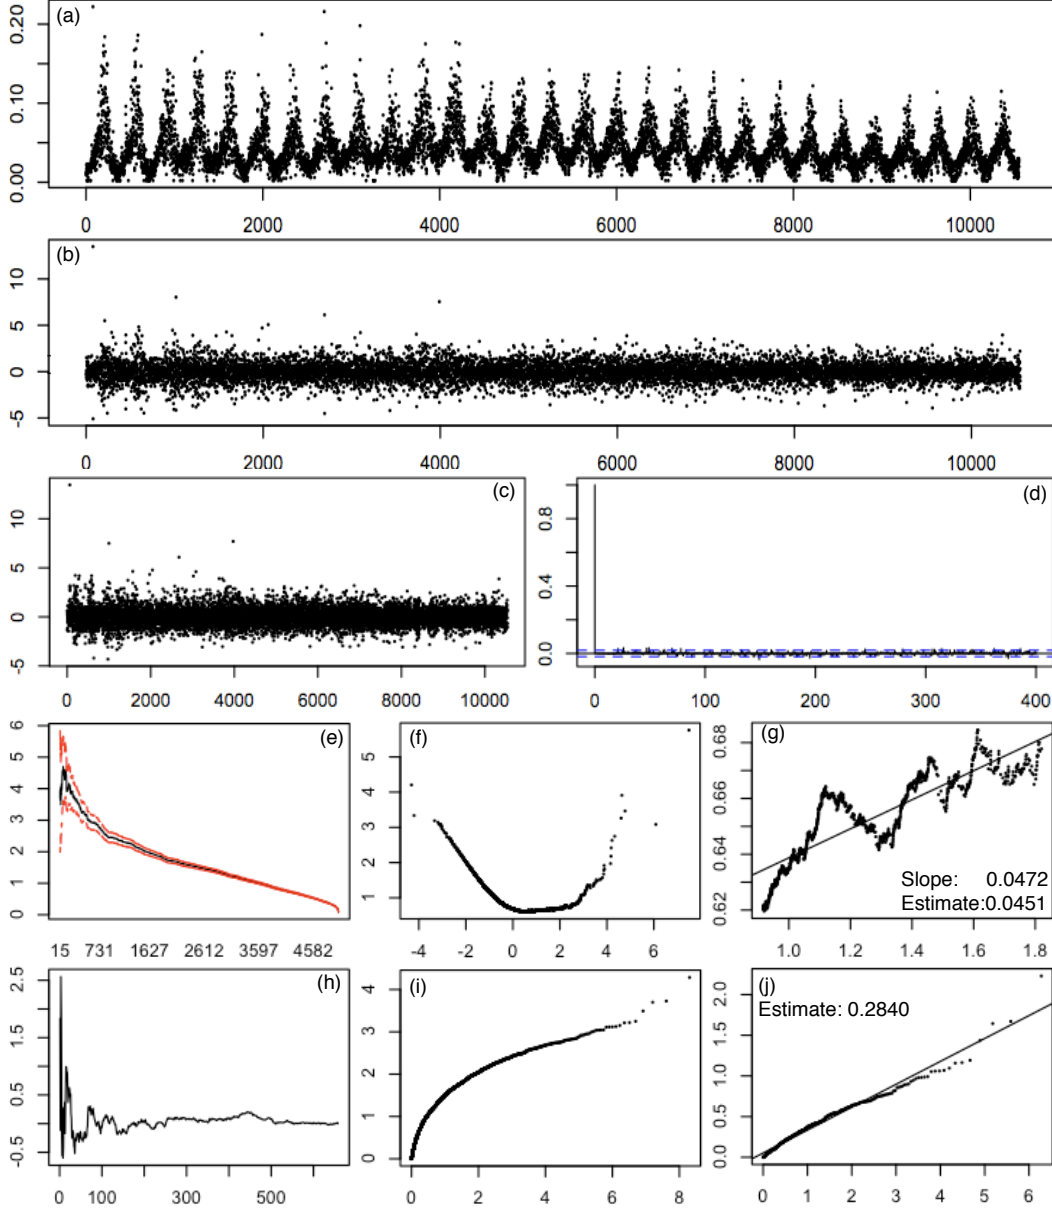 (a)
0.00 0.10 0.20
0 2000 4000 6000 8000 10000
(b)
-5 0 5 10
0 2000 4000 6000 8000 10000
(c)
-5 0 5 10
0 2000 4000 6000 8000 10000
(d)
0.0 0.4 0.8
0 100 200 300 400
(e)
0 1 2 3 4 5 6
15 731 1627 2612 3597 4582
(f)
1 2 3 4 5
-4 -2 0 2 4 6
(g)
0.62 0.64 0.66 0.68
Slope: 0.0472
Estimate:0.0451
1.0 1.2 1.4 1.6 1.8
(h)
-0.5 0.5 1.5 2.5
0 100 300 500
(i)
0 1 2 3 4
0 2 4 6 8
(j)
Estimate: 0.2840
0.0 0.5 1.0 1.5 2.0
0 1 2 3 4 5 6